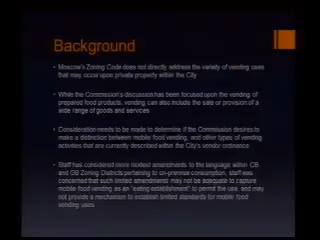 Background
• Moscow's Zoning Code does not directly address the variety of vending uses
that may occur upon private property within the City
• While the Commission's discussion has been focused upon the vending of
prepared food products, vending can also include the sale or provision of a
wide range of goods and services
• Consideration needs to be made to determine if the Commission desires to
make a distinction between mobile food vending, and other types of vending
activities that are currently described within the City's vendor ordinance
• Staff has considered more modest amendments to the language within CB
and GB Zoning Districts pertaining to on-premise consumption, staff was
concerned that such limited amendments may not be adequate to capture
mobile food vending as an "eating establishment" to permit the use, and may
not provide a mechanism to establish limited standards for mobile food
vending uses